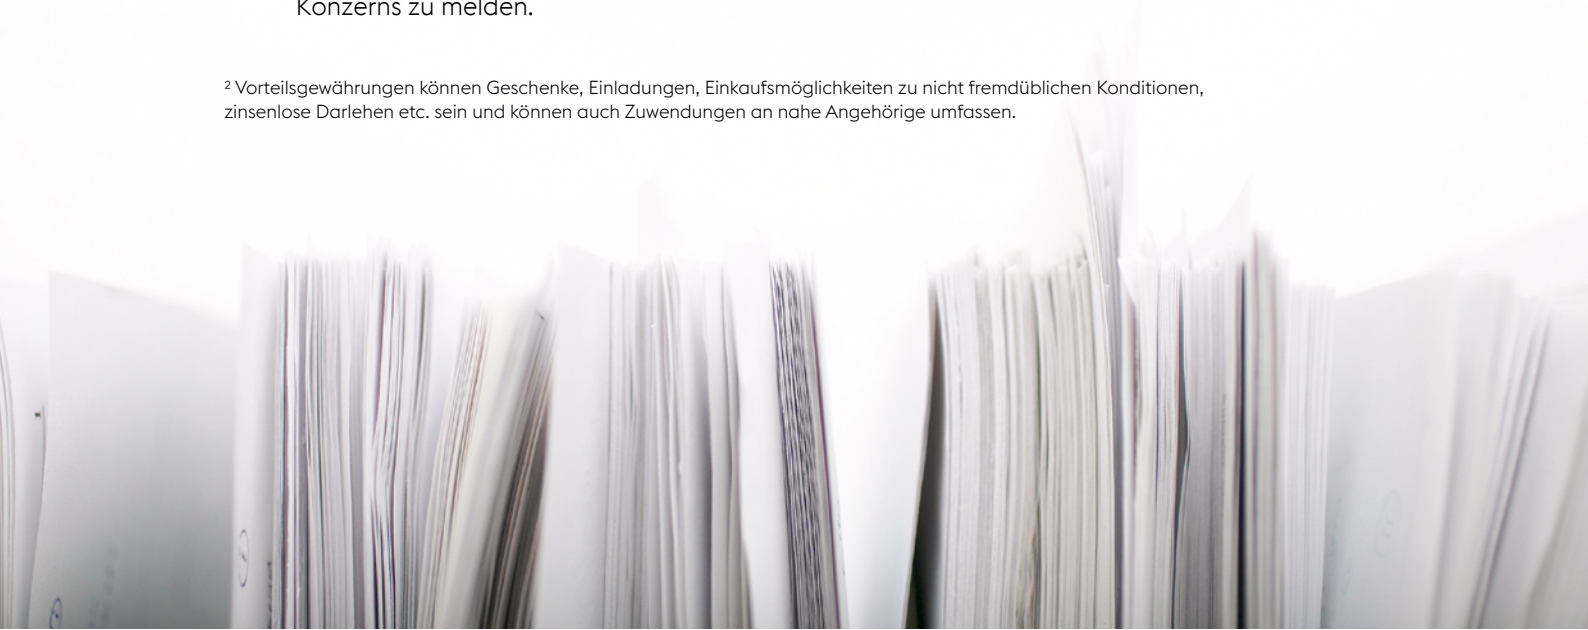 Konzerns zu melden.
² Vorteilsgewährungen können Geschenke, Einladungen, Einkaufsmöglichkeiten zu nicht fremdüblichen Konditionen,
zinsenlose Darlehen etc. sein und können auch Zuwendungen an nahe Angehörige umfassen.